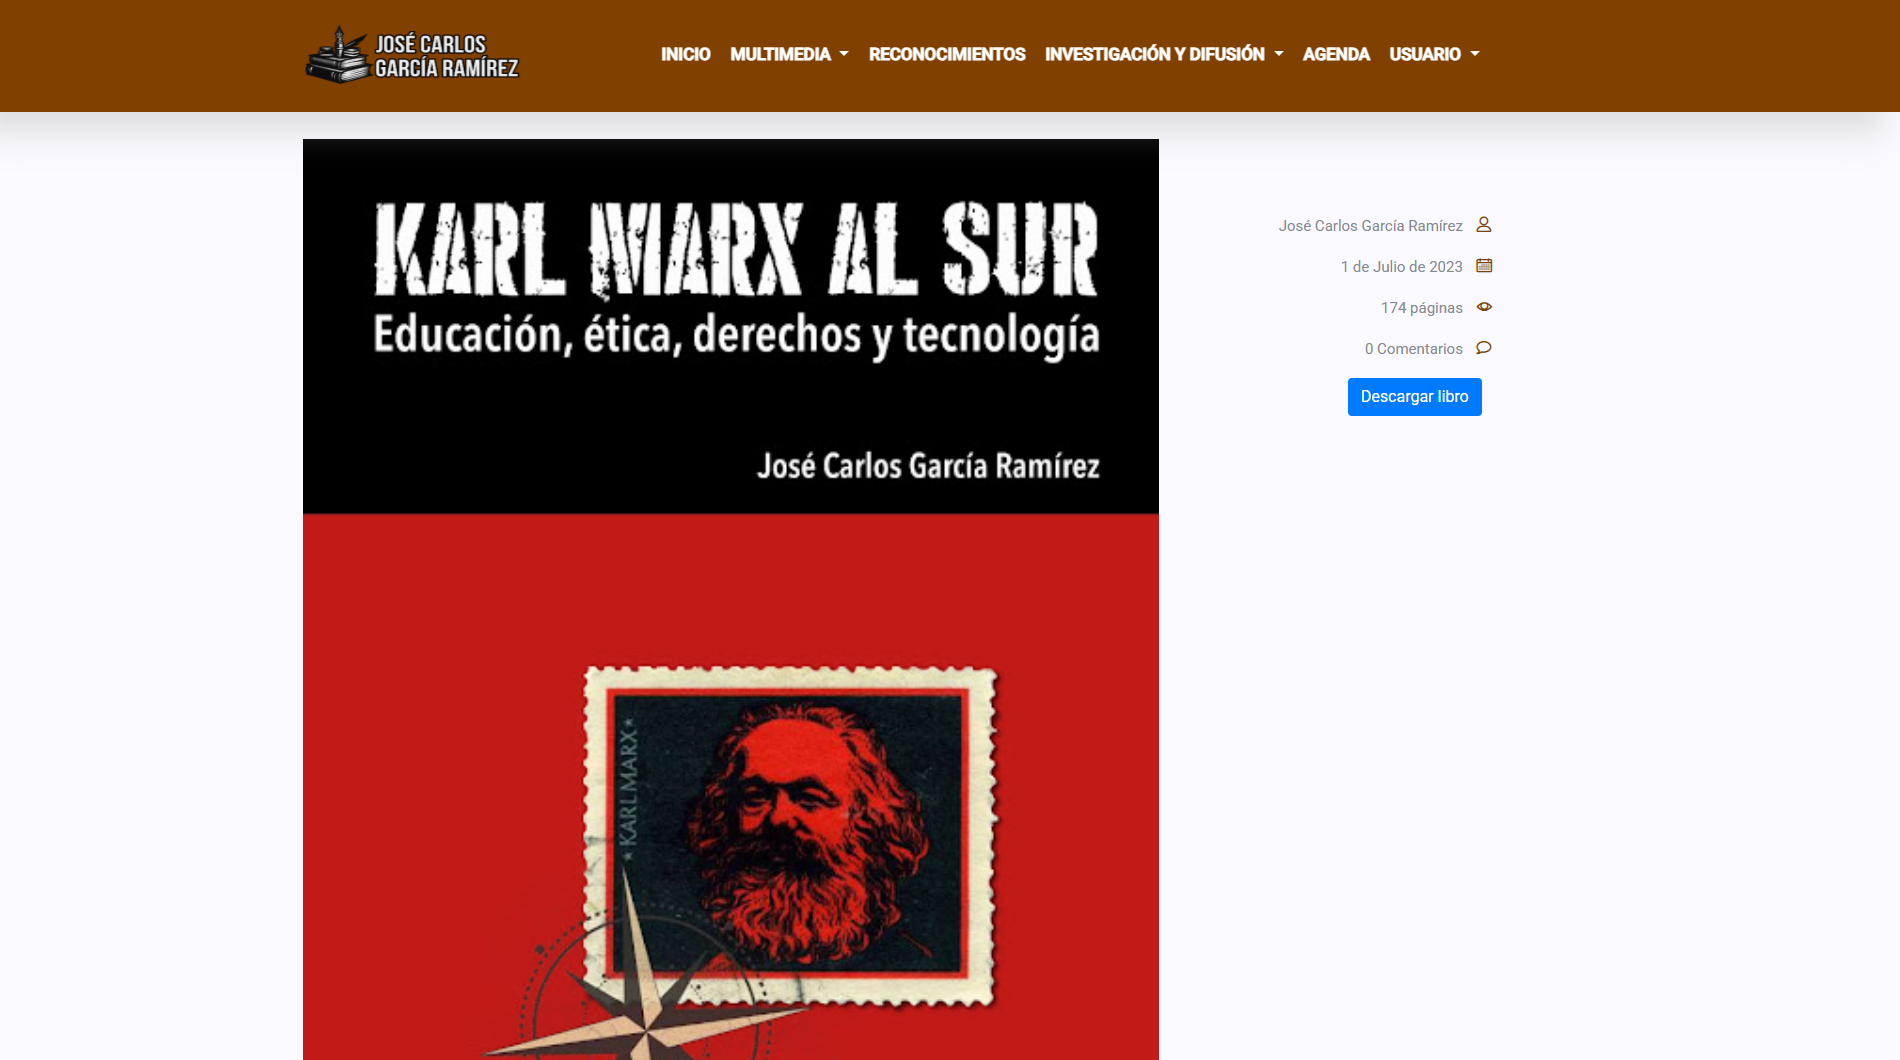 JOSÉ CARLOS
GARCÍA RAMÍREZ
INICIO MULTIMEDIA RECONOCIMIENTOS INVESTIGACIÓN Y DIFUSIÓN AGENDA USUARIO
KARL MARX AL SUR
Educación, ética, derechos y tecnología
José Carlos García Ramírez
KARL MARX
José Carlos García Ramírez
1 de Julio de 2023
174 páginas
0 Comentarios
Descargar libro